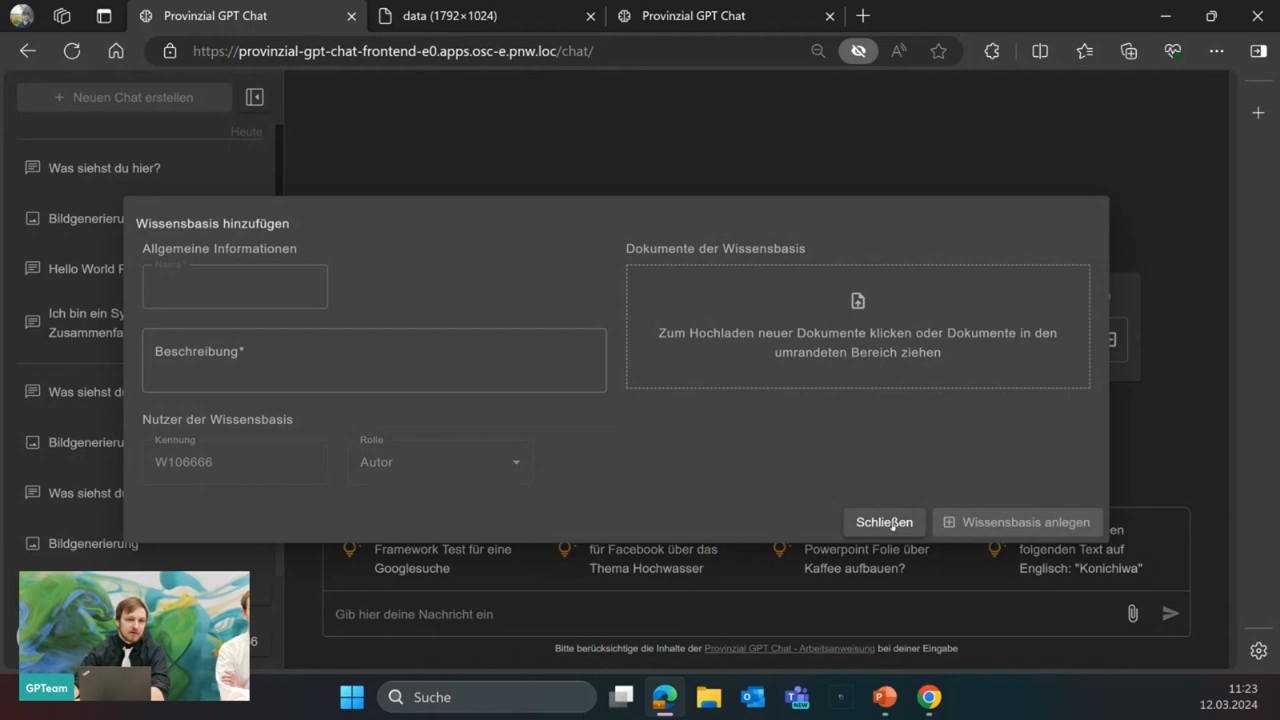 Provinzial GPT Chat
data (1792×1024)
Provinzial GPT Chat
https://provinzial-gpt-chat-frontend-e0.apps.osc-e.pnw.loc/chat/
Neuen Chat erstellen
Heute
Was siehst du hier?
Bildgenerieru
Hello World F
Ich bin ein Sy
Zusammenfa
Was siehst du
Bildgenerieru
Was siehst du
Bildgenerierung
Wissensbasis hinzufügen
Allgemeine Informationen
Name*
Beschreibung*
Nutzer der Wissensbasis
Kennung
W106666
Rolle
Autor
Dokumente der Wissensbasis
Zum Hochladen neuer Dokumente klicken oder Dokumente in den
umrandeten Bereich ziehen
Schließen
Wissensbasis anlegen
Framework Test für eine
Googlesuche
für Facebook über das
Thema Hochwasser
Powerpoint Folie über
Kaffee aufbauen?
en
folgenden Text auf
Englisch: "Konichiwa"
Gib hier deine Nachricht ein
Bitte berücksichtige die Inhalte der Provinzial GPT Chat - Arbeitsanweisung bei deiner Eingabe
6
GPTeam
Suche
NEW
11:23
12.03.2024